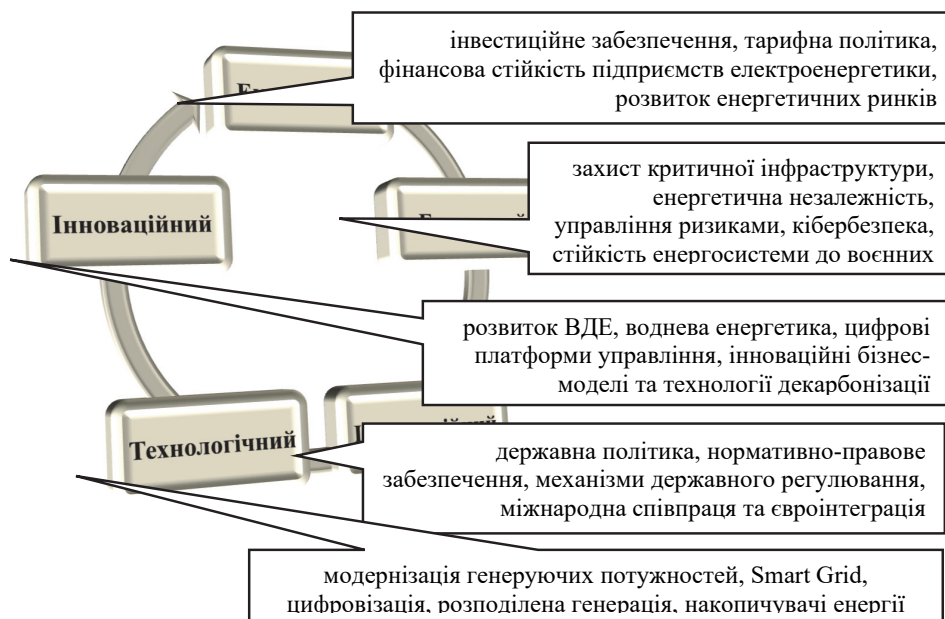 інвестиційне забезпечення, тарифна політика,
фінансова стійкість підприємств електроенергетики,
розвиток енергетичних ринків
захист критичної інфраструктури,
енергетична незалежність,
управління ризиками, кібербезпека,
стійкість енергосистеми до воєнних
Інноваційний
розвиток ВДЕ, воднева енергетика, цифрові
платформи управління, інноваційні бізнес-
моделі та технології декарбонізації
Технологічний
державна політика, нормативно-правове
забезпечення, механізми державного регулювання,
міжнародна співпраця та євроінтеграція
модернізація генеруючих потужностей, Smart Grid,
цифровізація, розподілена генерація, накопичувачі енергії